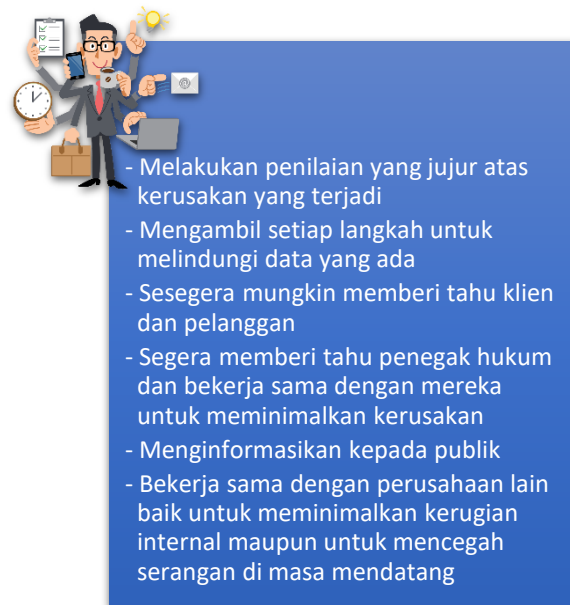 - Melakukan penilaian yang jujur atas
kerusakan yang terjadi
- Mengambil setiap langkah untuk
melindungi data yang ada
- Sesegera mungkin memberi tahu klien
dan pelanggan
- Segera memberi tahu penegak hukum
dan bekerja sama dengan mereka
untuk meminimalkan kerusakan
- Menginformasikan kepada publik
- Bekerja sama dengan perusahaan lain
baik untuk meminimalkan kerugian
internal maupun untuk mencegah
serangan di masa mendatang